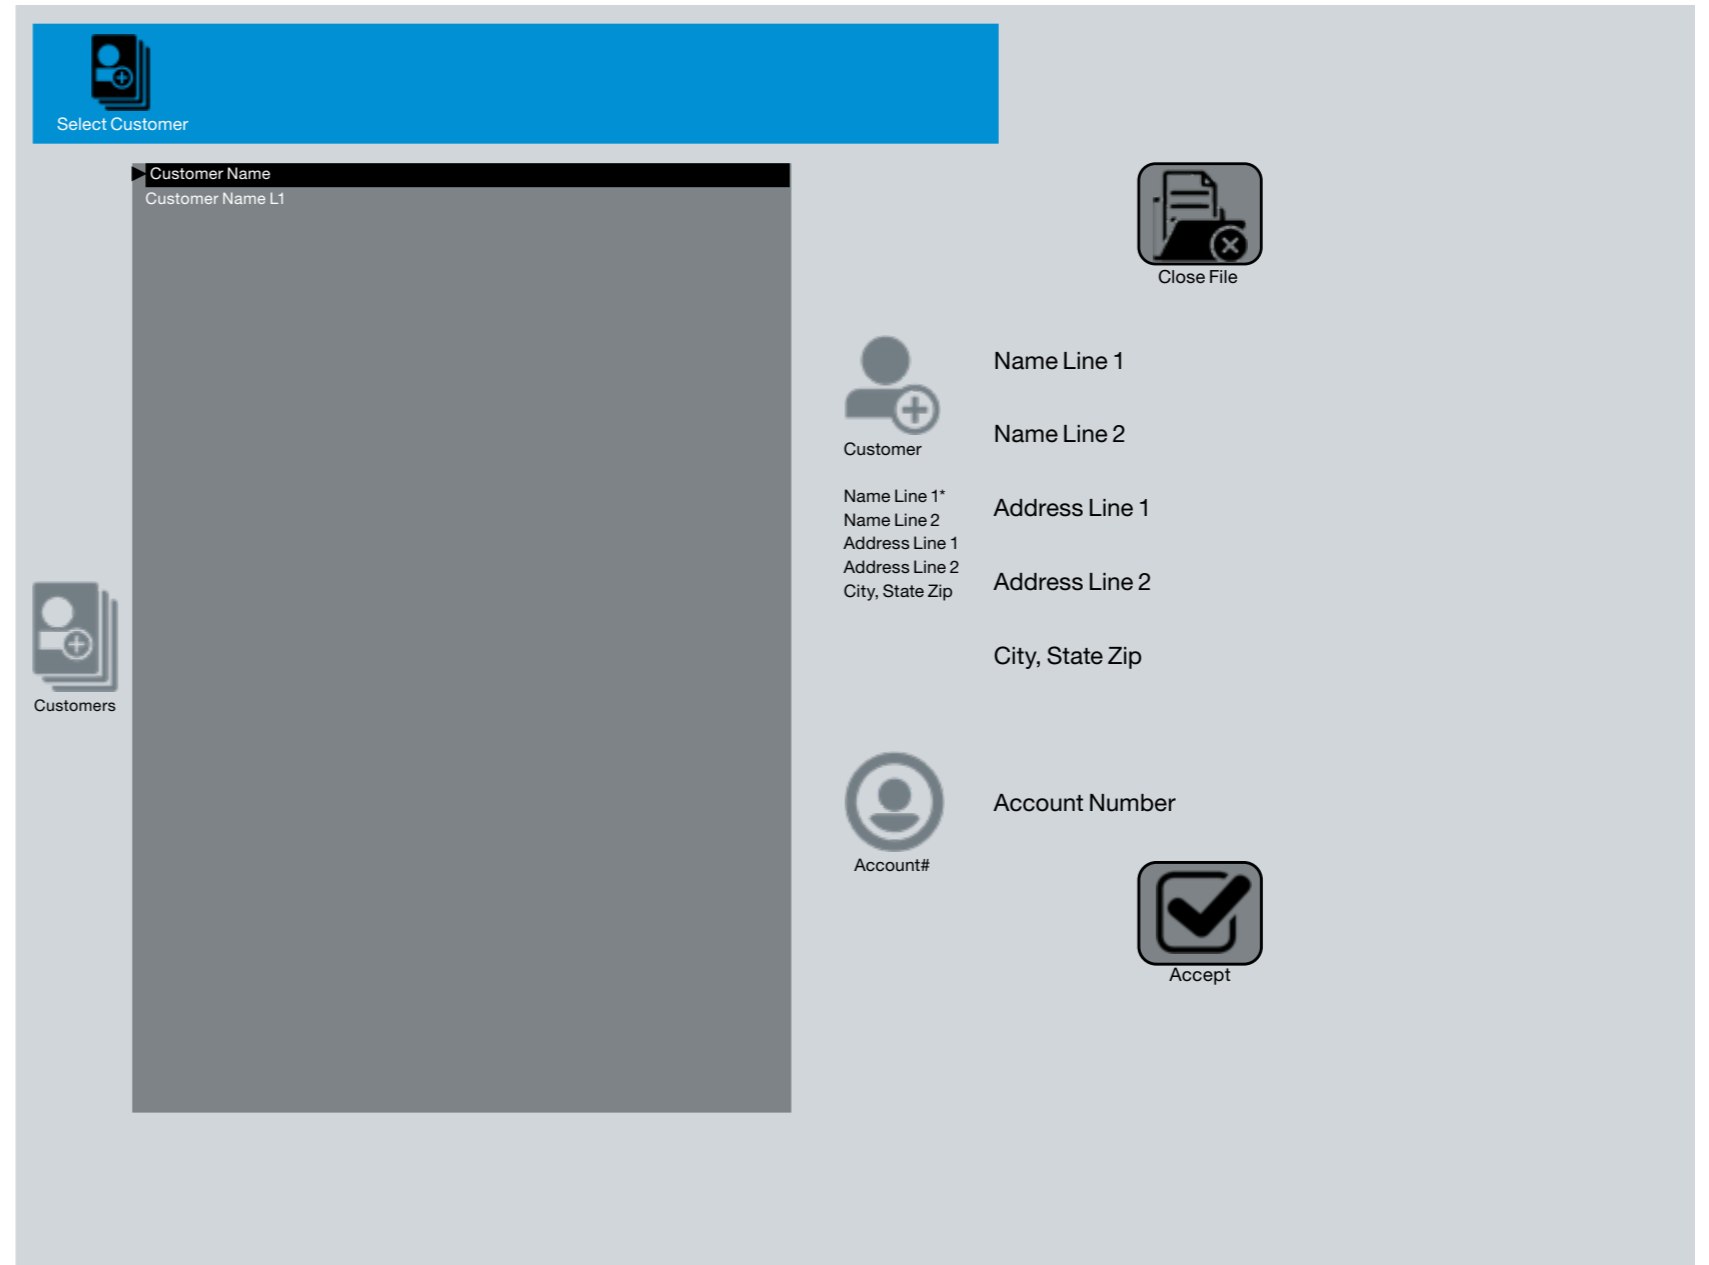 Select Customer
Customer Name
Customer Name L1
Close File
Customers
Customer
Name Line 1*
Name Line 2
Address Line 1
Address Line 2
City, State Zip
Name Line 1
Name Line 2
Address Line 1
Address Line 2
City, State Zip
Account#
Account Number
Accept